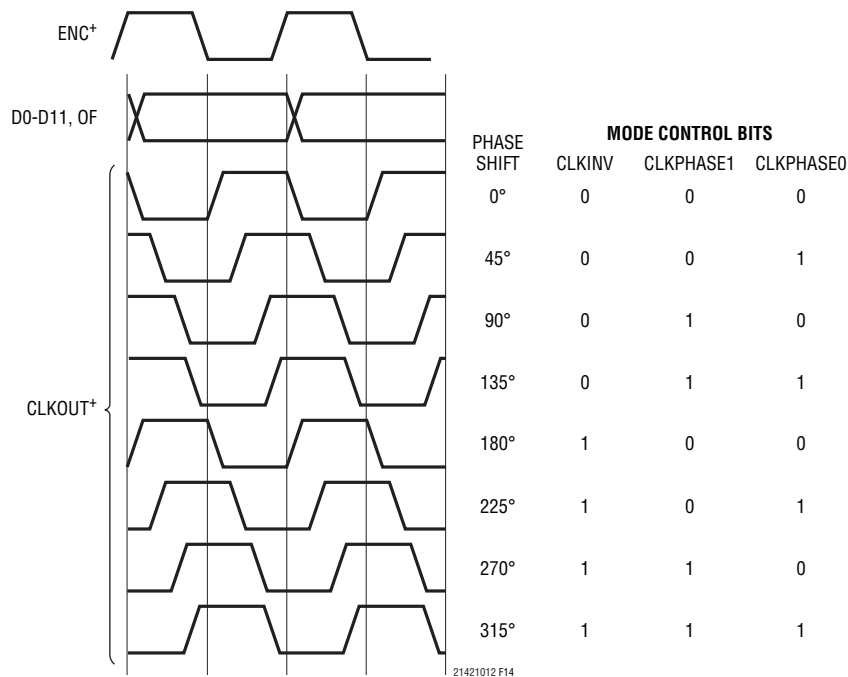 ENC⁺
D0-D11, OF
CLKOUT⁺
MODE CONTROL BITS
PHASE SHIFT CLKINV CLKPHASE1 CLKPHASE0
0° 0 0 0
45° 0 0 1
90° 0 1 0
135° 0 1 1
180° 1 0 0
225° 1 0 1
270° 1 1 0
315° 1 1 1
21421012 F14